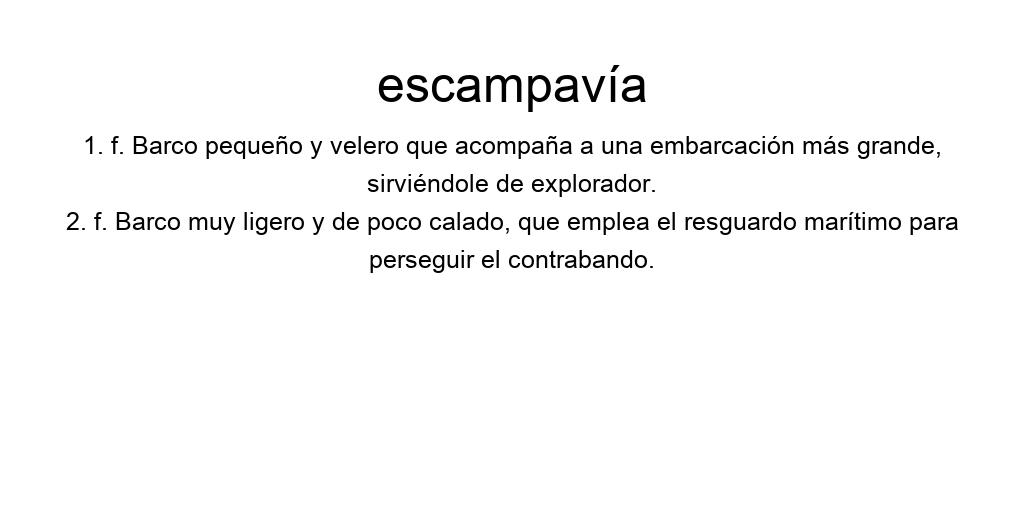 escampavía
1. f. Barco pequeño y velero que acompaña a una embarcación más grande,
sirviéndole de explorador.
2. f. Barco muy ligero y de poco calado, que emplea el resguardo marítimo para
perseguir el contrabando.